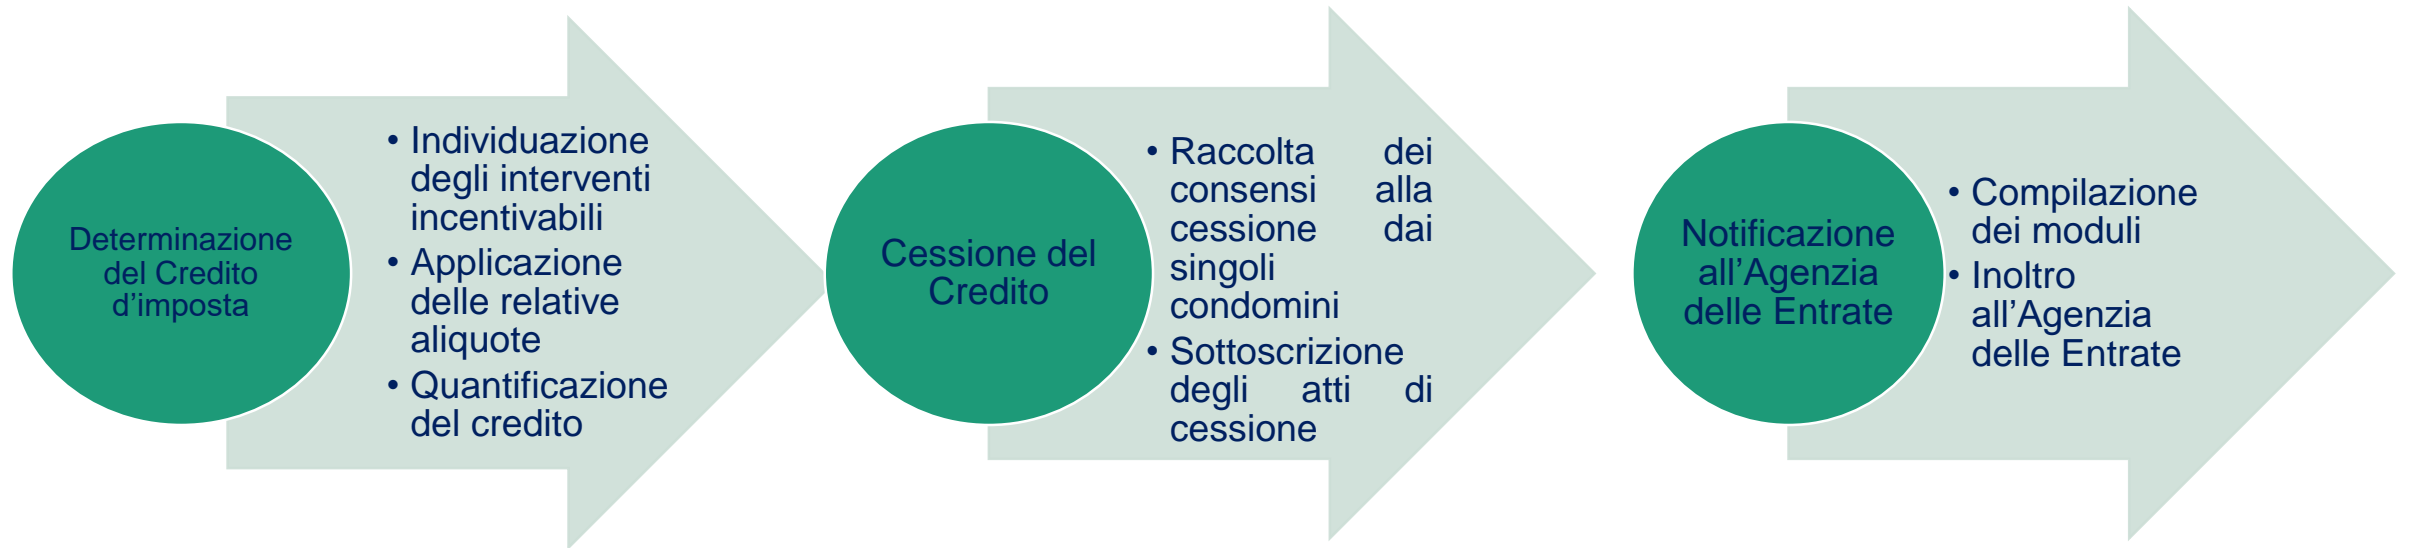 Determinazione
del Credito
d’imposta
• Individuazione
degli interventi
incentivabili
• Applicazione
delle relative
aliquote
• Quantificazione
del credito
Cessione del
Credito
• Raccolta dei
consensi alla
cessione dai
singoli
condomini
• Sottoscrizione
degli atti di
cessione
Notificazione
all’Agenzia
delle Entrate
• Compilazione
dei moduli
• Inoltro
all’Agenzia
delle Entrate